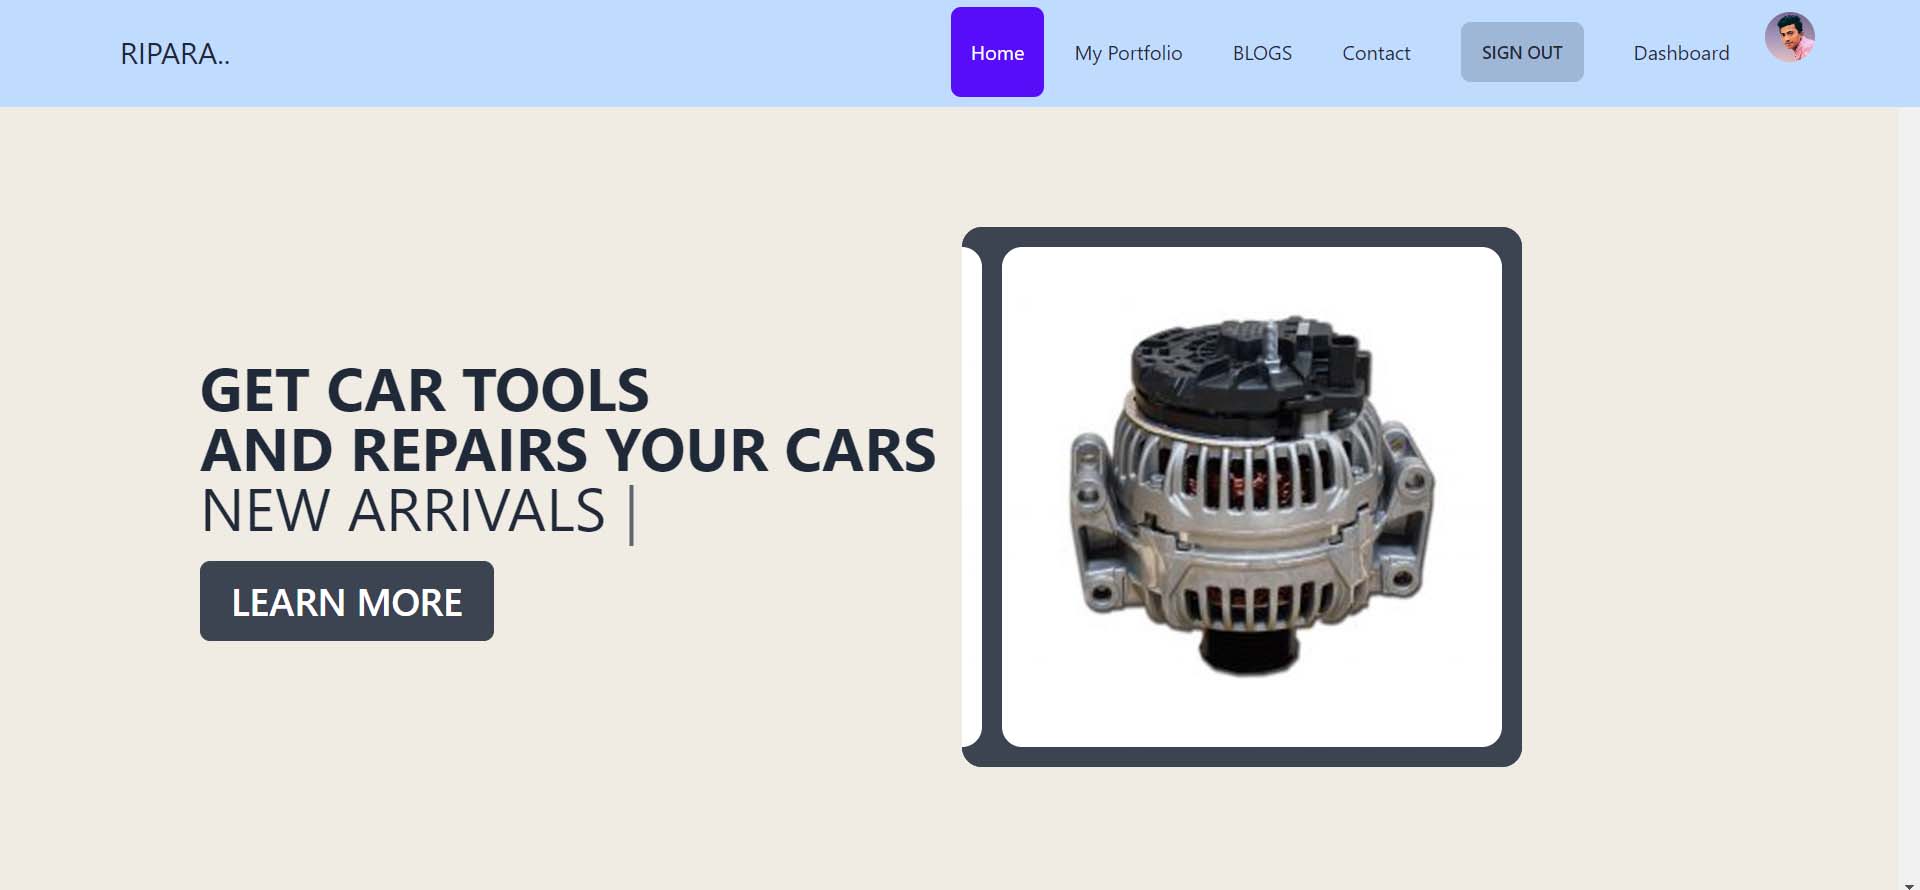 RIPARA..
Home
My Portfolio
BLOGS
Contact
SIGN OUT
Dashboard
GET CAR TOOLS
AND REPAIRS YOUR CARS
NEW ARRIVALS |
LEARN MORE